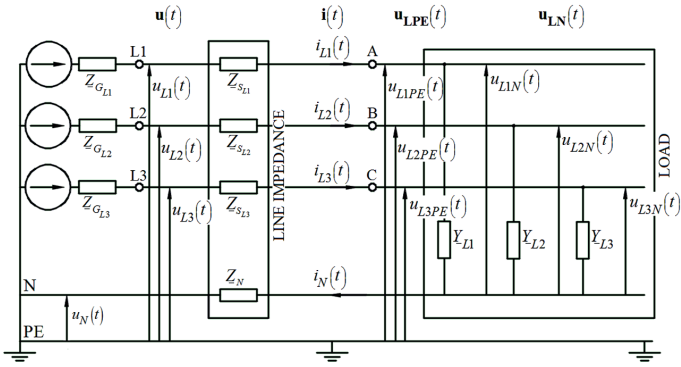 u(t) i(t) u_LPE(t) u_LN(t)
L1 i_L1(t) A
Z_GL1 u_L1(t) Z_SL1 u_L1PE(t) u_L1N(t)
L2 i_L2(t) B
Z_GL2 u_L2(t) Z_SL2 u_L2PE(t) u_L2N(t)
L3 i_L3(t) C
Z_GL3 u_L3(t) Z_SL3 u_L3PE(t) u_L3N(t)
LINE IMPEDANCE
LOAD
Y_L1 Y_L2 Y_L3
N Z_N i_N(t)
u_N(t)
PE